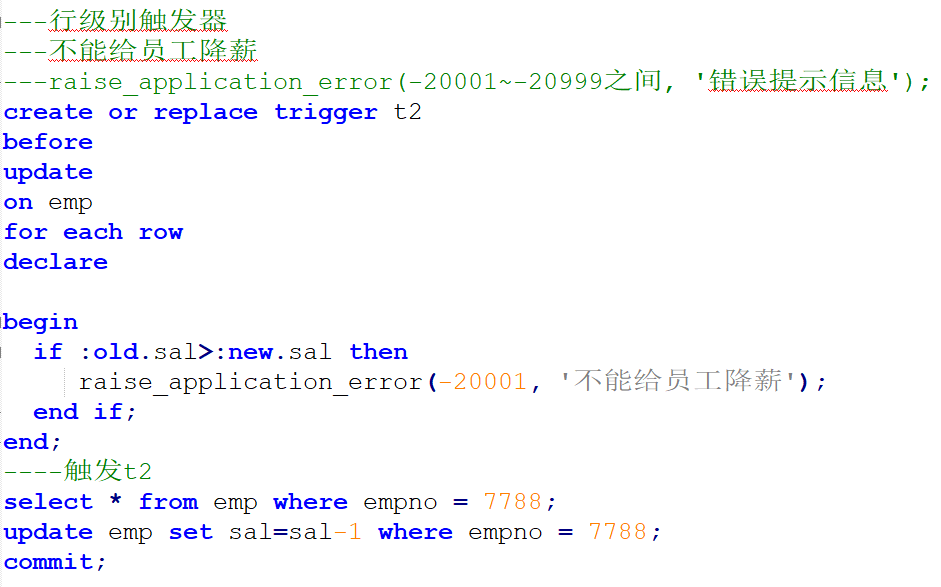 ---行级别触发器
---不能给员工降薪
---raise_application_error(-20001~-20999之间, '错误提示信息');
create or replace trigger t2
before
update
on emp
for each row
declare
begin
if :old.sal>:new.sal then
raise_application_error(-20001, '不能给员工降薪');
end if;
end;
----触发t2
select * from emp where empno = 7788;
update emp set sal=sal-1 where empno = 7788;
commit;